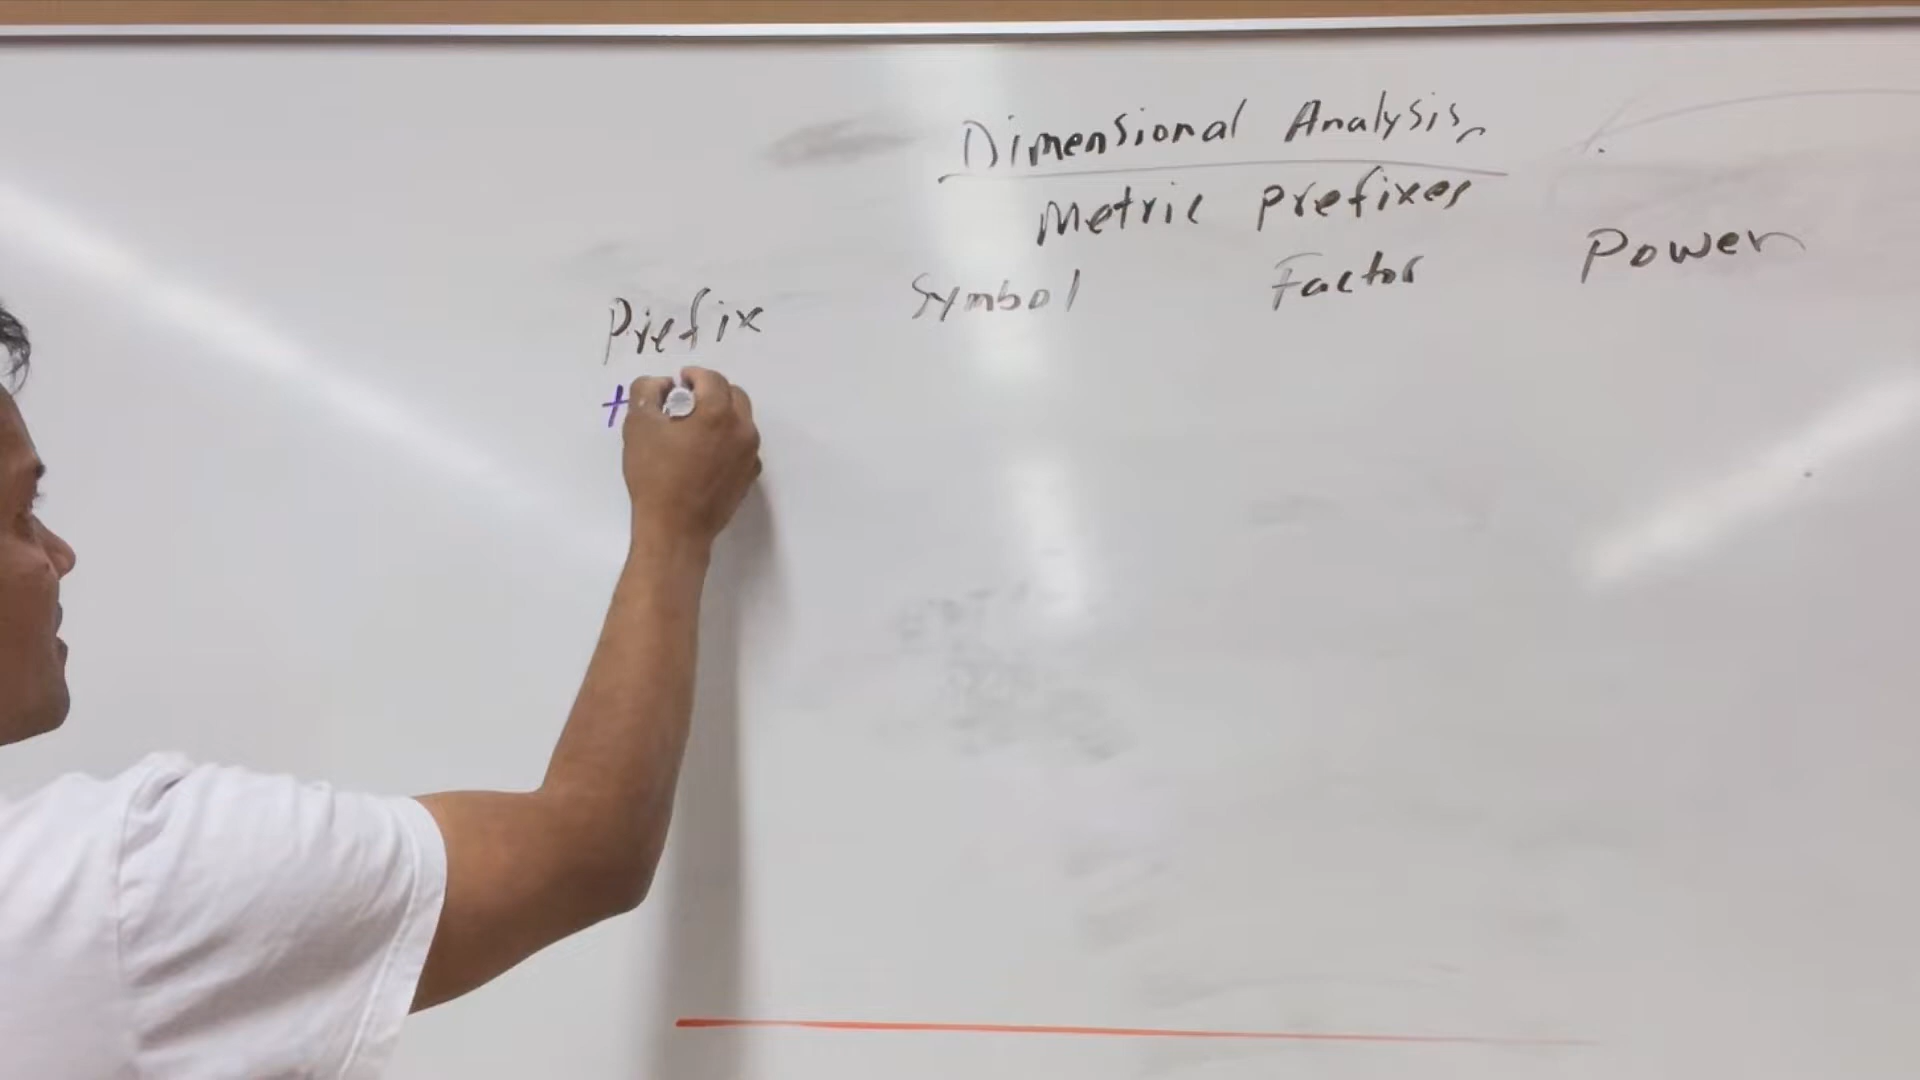 Dimensional Analysis
Metric prefixes
Prefix Symbol Factor Power
t